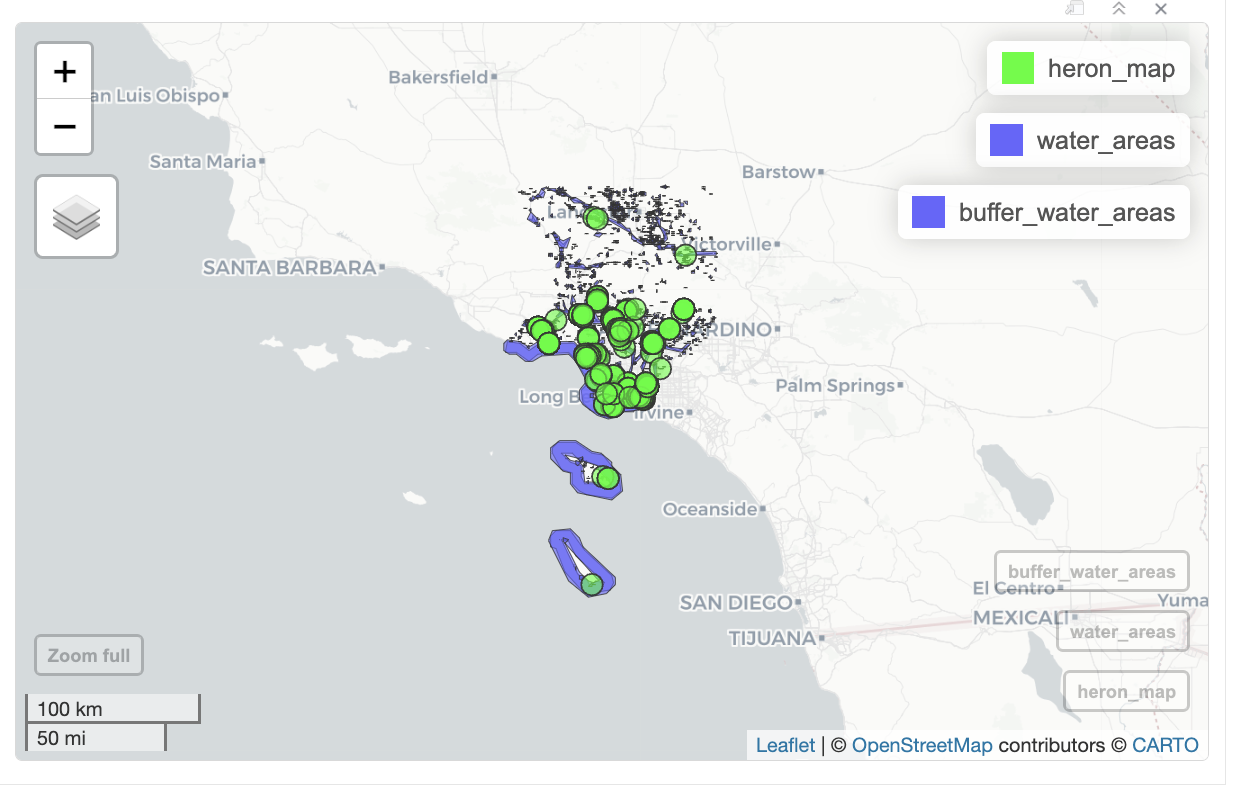 +
−
Bakersfield
an Luis Obispo
heron_map
water_areas
Santa Maria
Barstow
buffer_water_areas
Lan
ictorville
SANTA BARBARA
RDINO
Palm Springs
Long B
Irvine
Oceanside
buffer_water_areas
El Centro
SAN DIEGO
Yuma
MEXICALI
water_areas
TIJUANA
Zoom full
heron_map
100 km
50 mi
Leaflet | © OpenStreetMap contributors © CARTO